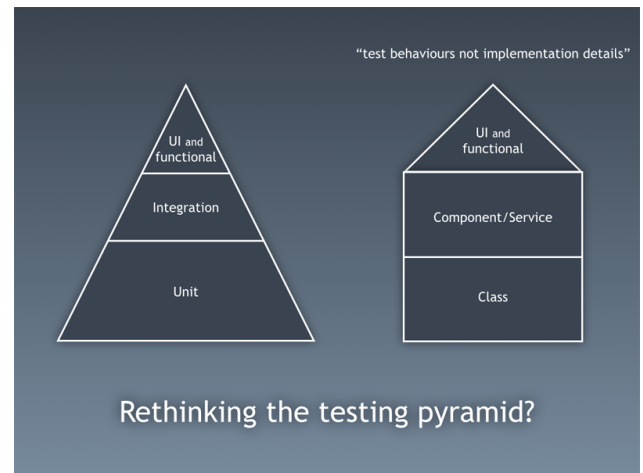 “test behaviours not implementation details”
UI and
functional
Integration
Unit
UI and
functional
Component/Service
Class
Rethinking the testing pyramid?